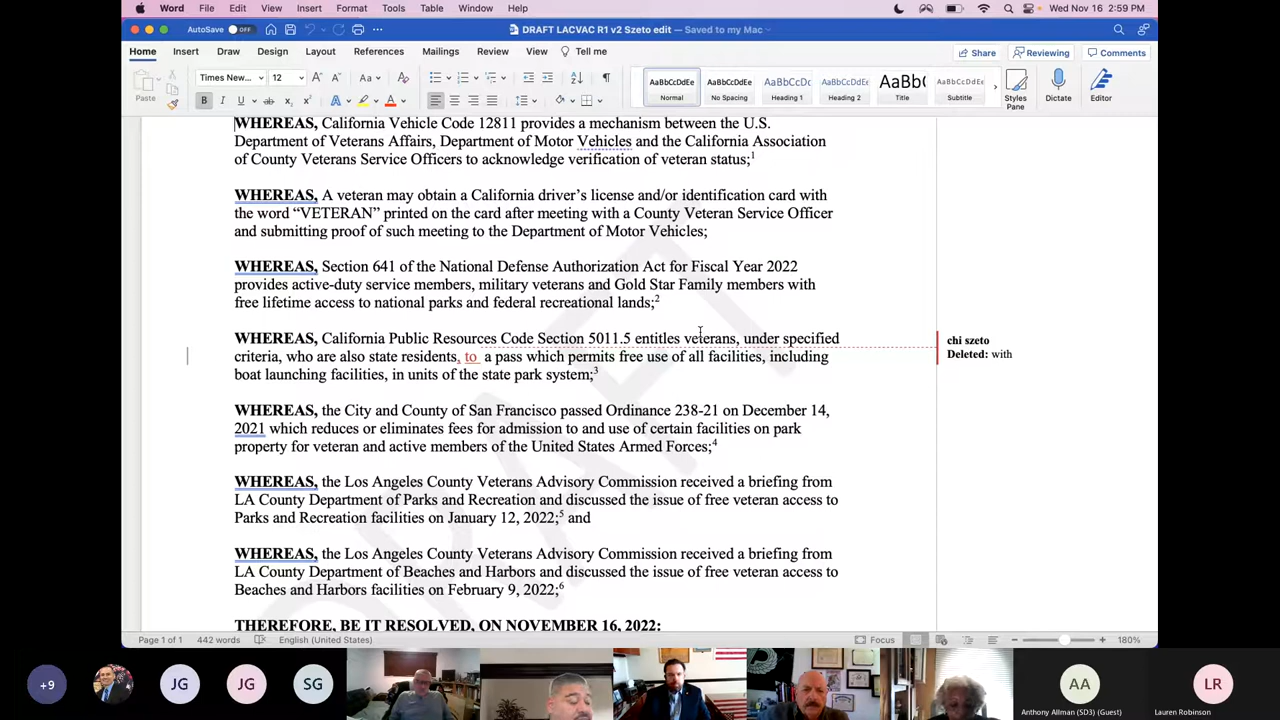 Word File Edit View Insert Format Tools Table Window Help Wed Nov 16 2:59 PM
AutoSave OFF DRAFT LACVAC R1 v2 Szeto edit — Saved to my Mac
Home Insert Draw Design Layout References Mailings Review View Tell me Share Reviewing Comments
Paste Times New... 12 Aa AaBbCcDdEe AaBbCcDdEe AaBbCcDc AaBbCcDdEe AaBb( AaBbCcDdEe
B I U ab x₂ x² A A Normal No Spacing Heading 1 Heading 2 Title Subtitle Styles Pane Dictate Editor
WHEREAS, California Vehicle Code 12811 provides a mechanism between the U.S.
Department of Veterans Affairs, Department of Motor Vehicles and the California Association
of County Veterans Service Officers to acknowledge verification of veteran status;1
WHEREAS, A veteran may obtain a California driver's license and/or identification card with
the word “VETERAN” printed on the card after meeting with a County Veteran Service Officer
and submitting proof of such meeting to the Department of Motor Vehicles;
WHEREAS, Section 641 of the National Defense Authorization Act for Fiscal Year 2022
provides active-duty service members, military veterans and Gold Star Family members with
free lifetime access to national parks and federal recreational lands;2
WHEREAS, California Public Resources Code Section 5011.5 entitles veterans, under specified
criteria, who are also state residents, to a pass which permits free use of all facilities, including
boat launching facilities, in units of the state park system;3
chi szeto
Deleted: with
WHEREAS, the City and County of San Francisco passed Ordinance 238-21 on December 14,
2021 which reduces or eliminates fees for admission to and use of certain facilities on park
property for veteran and active members of the United States Armed Forces;4
WHEREAS, the Los Angeles County Veterans Advisory Commission received a briefing from
LA County Department of Parks and Recreation and discussed the issue of free veteran access to
Parks and Recreation facilities on January 12, 2022;5 and
WHEREAS, the Los Angeles County Veterans Advisory Commission received a briefing from
LA County Department of Beaches and Harbors and discussed the issue of free veteran access to
Beaches and Harbors facilities on February 9, 2022;6
THEREFORE, BE IT RESOLVED, ON NOVEMBER 16, 2022:
DRAFT
Page 1 of 1 442 words English (United States) Focus 180%
+9 JG JG SG AA LR
Anthony Allman (SD3) (Guest) Lauren Robinson